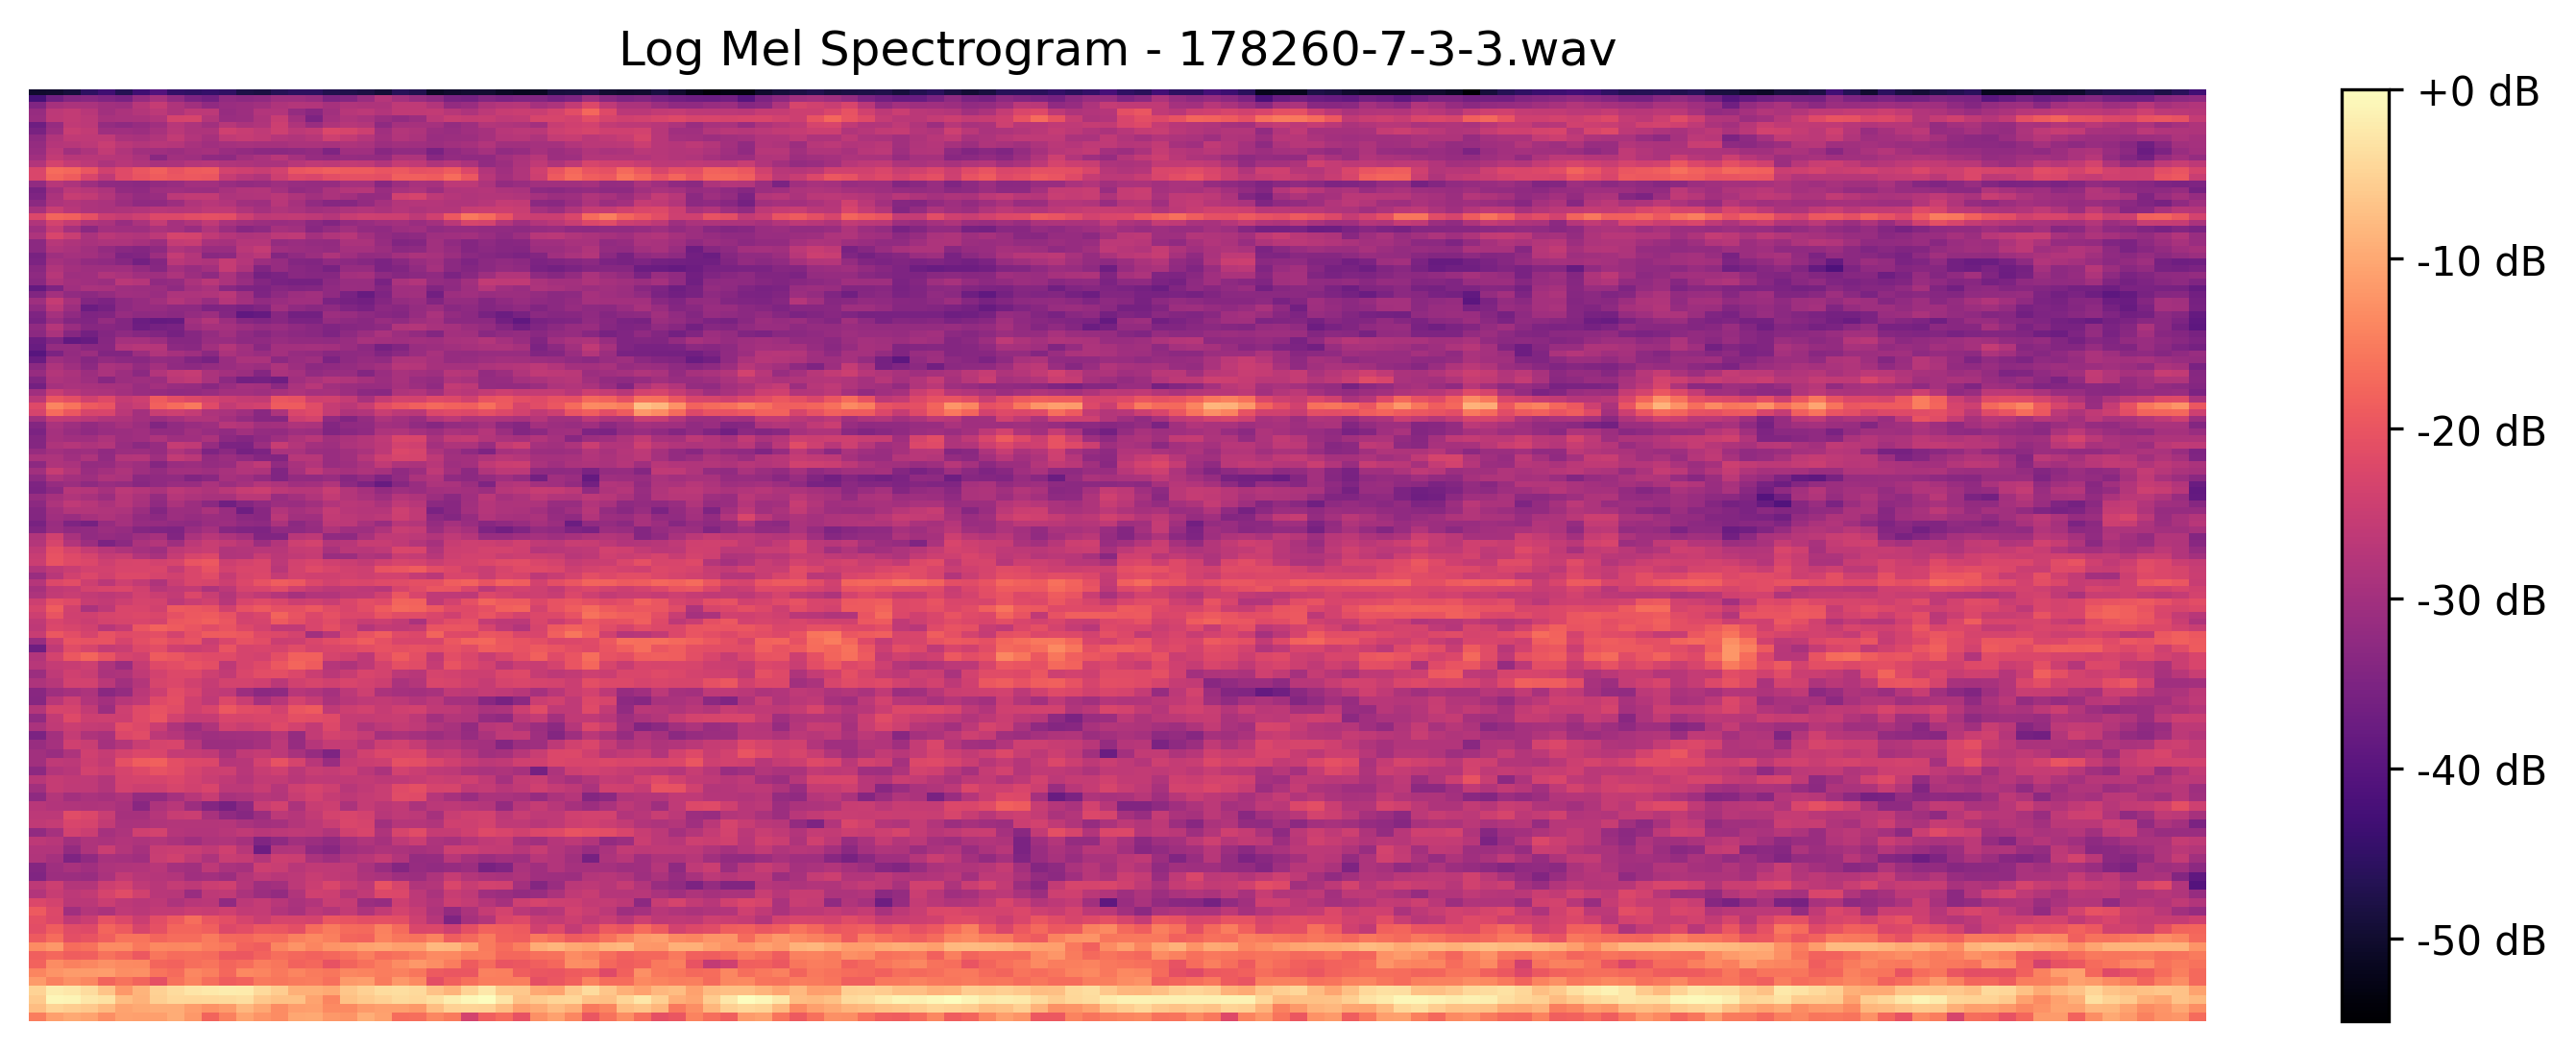 Log Mel Spectrogram - 178260-7-3-3.wav
+0 dB
-10 dB
-20 dB
-30 dB
-40 dB
-50 dB